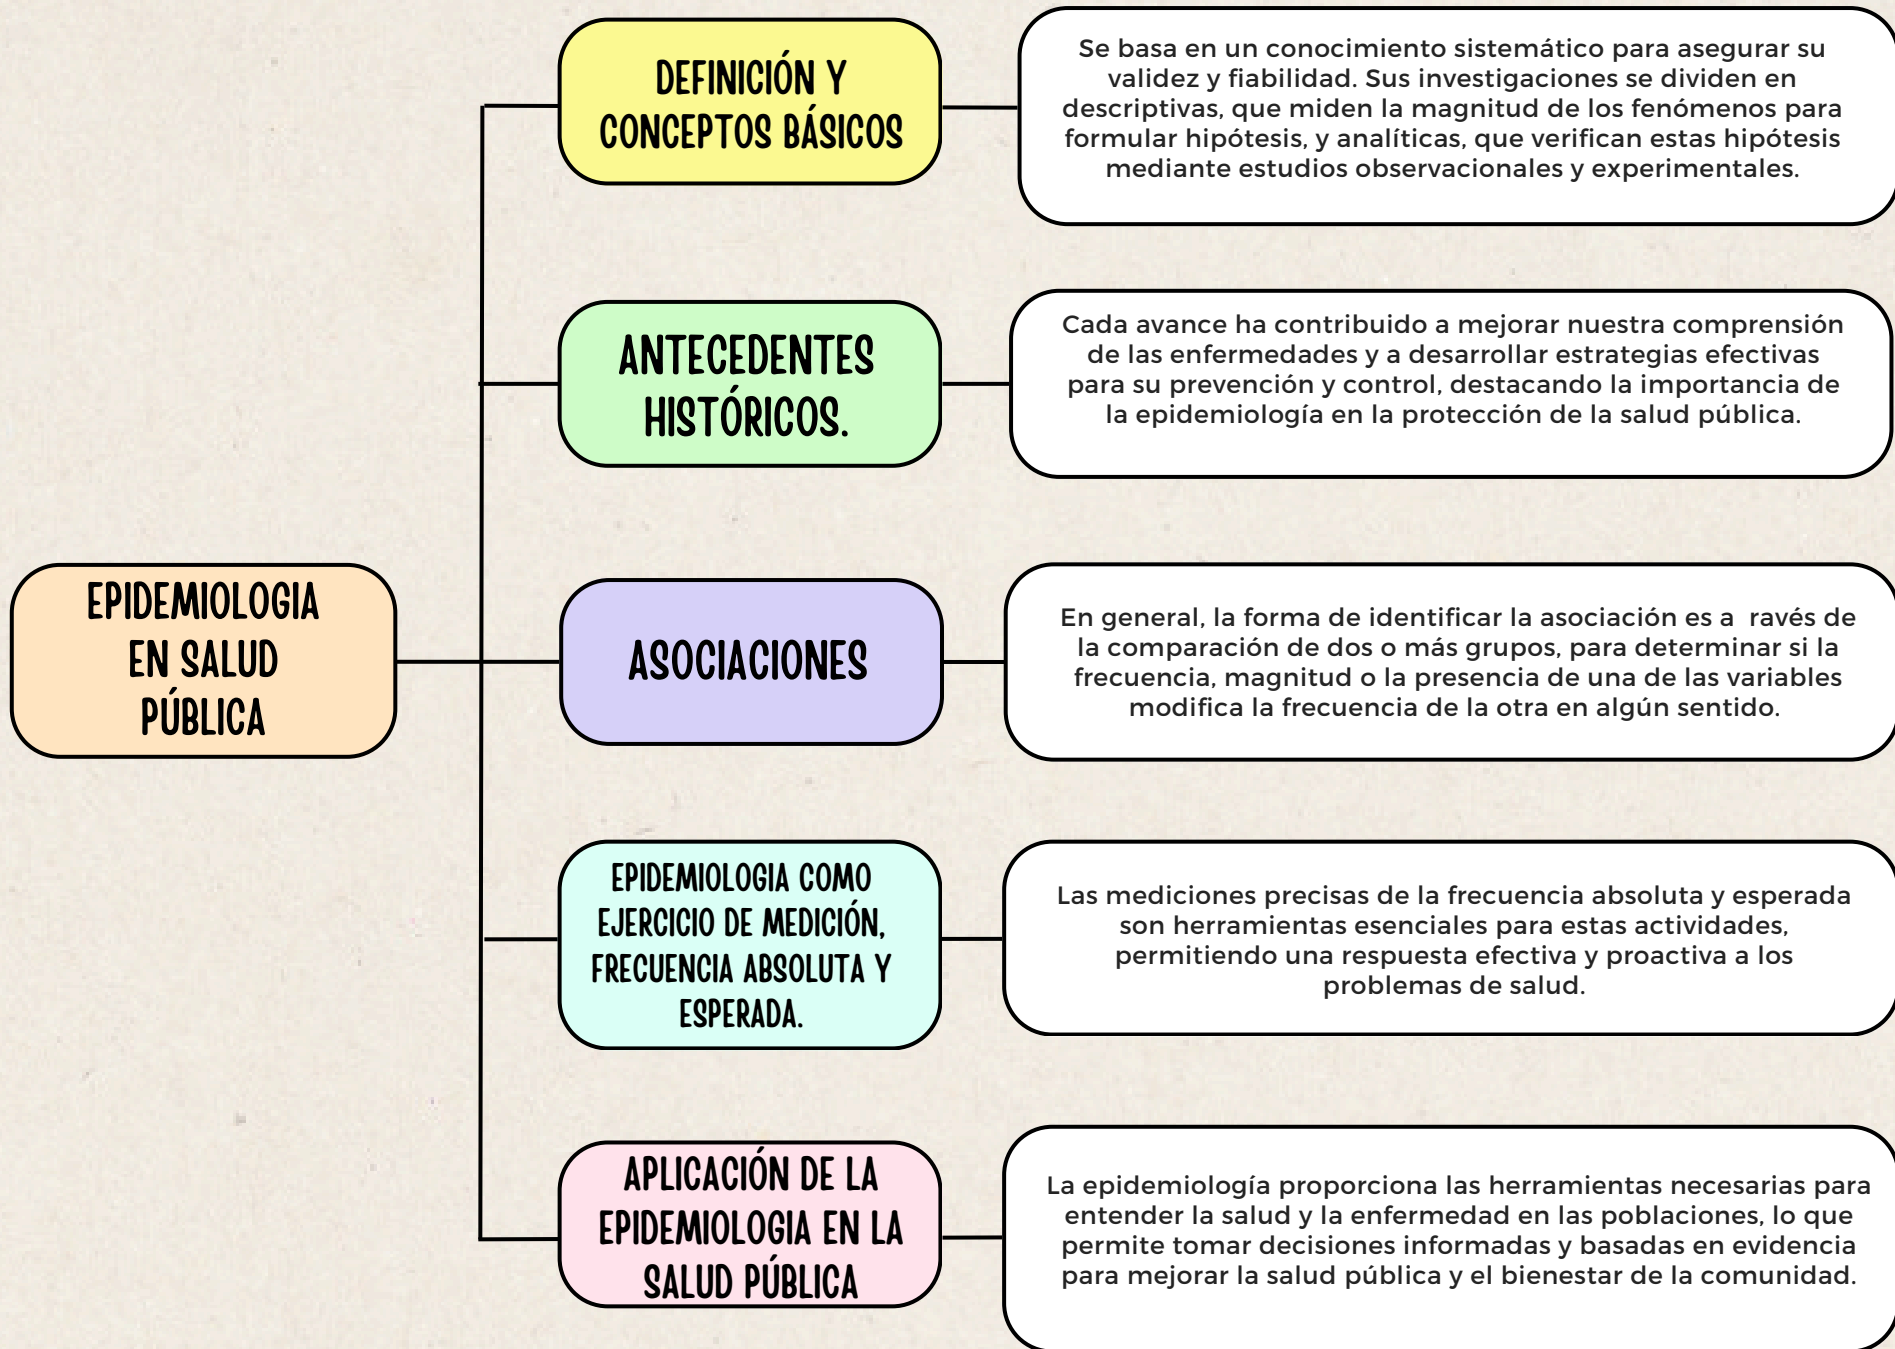 EPIDEMIOLOGIA
EN SALUD
PÚBLICA
DEFINICIÓN Y
CONCEPTOS BÁSICOS
Se basa en un conocimiento sistemático para asegurar su
validez y fiabilidad. Sus investigaciones se dividen en
descriptivas, que miden la magnitud de los fenómenos para
formular hipótesis, y analíticas, que verifican estas hipótesis
mediante estudios observacionales y experimentales.
ANTECEDENTES
HISTÓRICOS.
Cada avance ha contribuido a mejorar nuestra comprensión
de las enfermedades y a desarrollar estrategias efectivas
para su prevención y control, destacando la importancia de
la epidemiología en la protección de la salud pública.
ASOCIACIONES
En general, la forma de identificar la asociación es a  ravés de
la comparación de dos o más grupos, para determinar si la
frecuencia, magnitud o la presencia de una de las variables
modifica la frecuencia de la otra en algún sentido.
EPIDEMIOLOGIA COMO
EJERCICIO DE MEDICIÓN,
FRECUENCIA ABSOLUTA Y
ESPERADA.
Las mediciones precisas de la frecuencia absoluta y esperada
son herramientas esenciales para estas actividades,
permitiendo una respuesta efectiva y proactiva a los
problemas de salud.
APLICACIÓN DE LA
EPIDEMIOLOGIA EN LA
SALUD PÚBLICA
La epidemiología proporciona las herramientas necesarias para
entender la salud y la enfermedad en las poblaciones, lo que
permite tomar decisiones informadas y basadas en evidencia
para mejorar la salud pública y el bienestar de la comunidad.